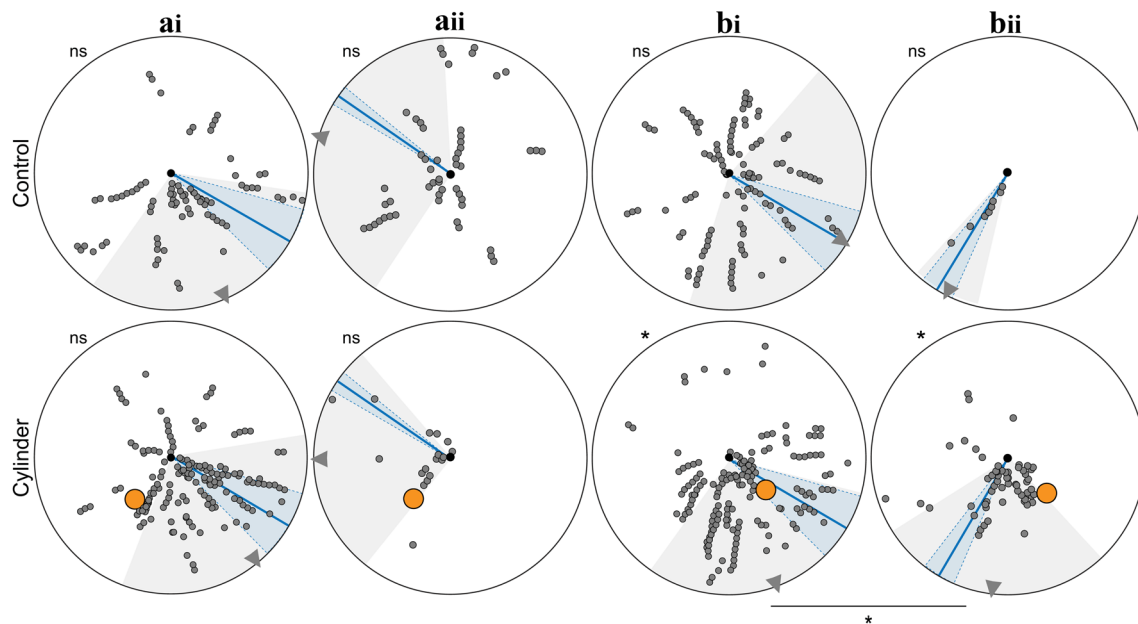 ai aii bi bii
ns ns ns ns
Control
ns ns * *
Cylinder
*